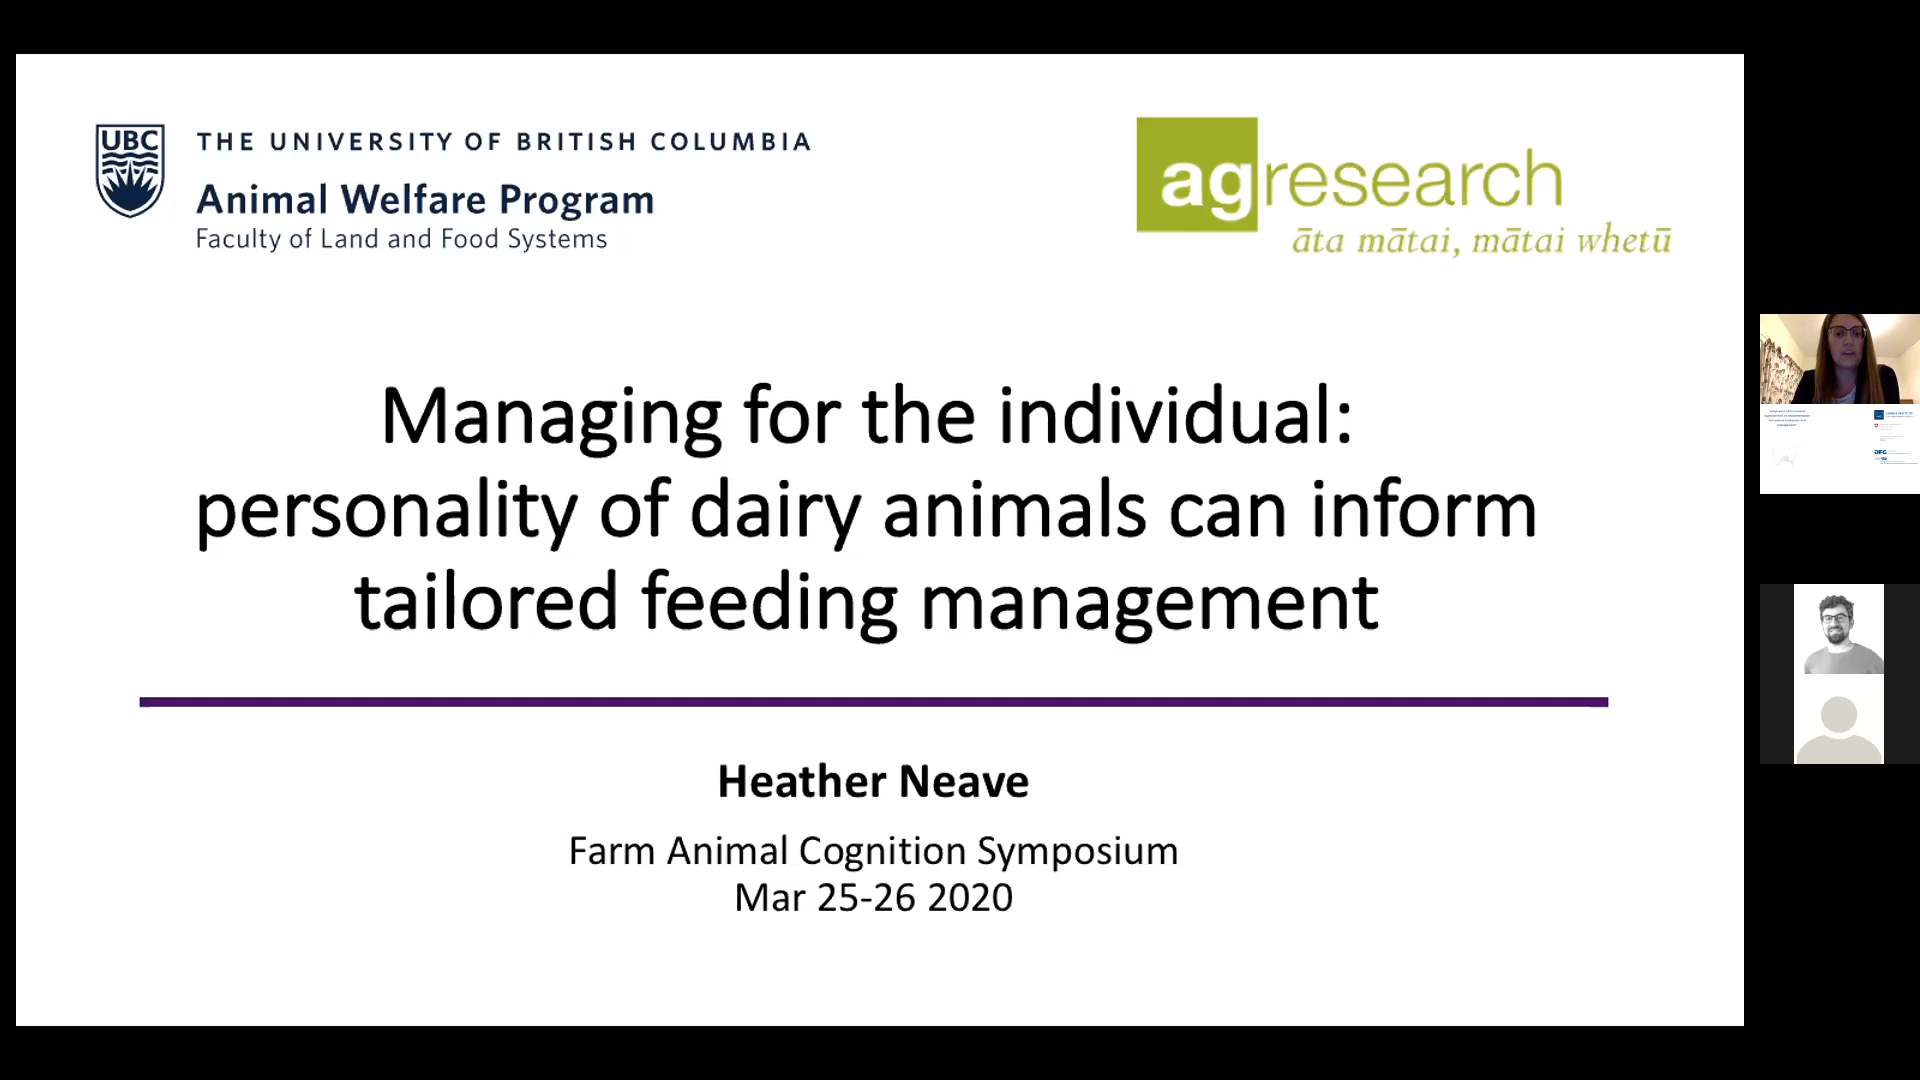 UBC
THE UNIVERSITY OF BRITISH COLUMBIA
Animal Welfare Program
Faculty of Land and Food Systems
agresearch
āta mātai, mātai whetū
Managing for the individual:
personality of dairy animals can inform
tailored feeding management
Heather Neave
Farm Animal Cognition Symposium
Mar 25-26 2020
DFG